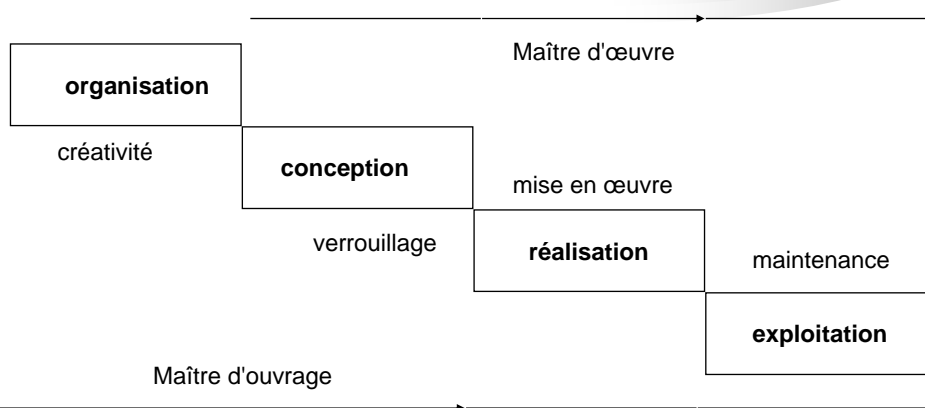 Maître d'œuvre
organisation
créativité
conception
mise en œuvre
verrouillage
réalisation
maintenance
exploitation
Maître d'ouvrage